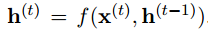 h⁽ᵗ⁾ = f(x⁽ᵗ⁾, h⁽ᵗ⁻¹⁾).